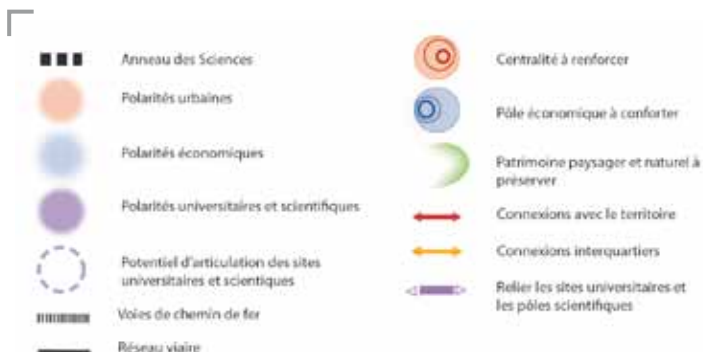 Anneau des Sciences
Polarités urbaines
Polarités économiques
Polarités universitaires et scientifiques
Potentiel d'articulation des sites
universitaires et scientiques
Voies de chemin de fer
Réseau viaire
Centralité à renforcer
Pôle économique à conforter
Patrimoine paysager et naturel à
préserver
Connexions avec le territoire
Connexions interquartiers
Relier les sites universitaires et
les pôles scientifiques